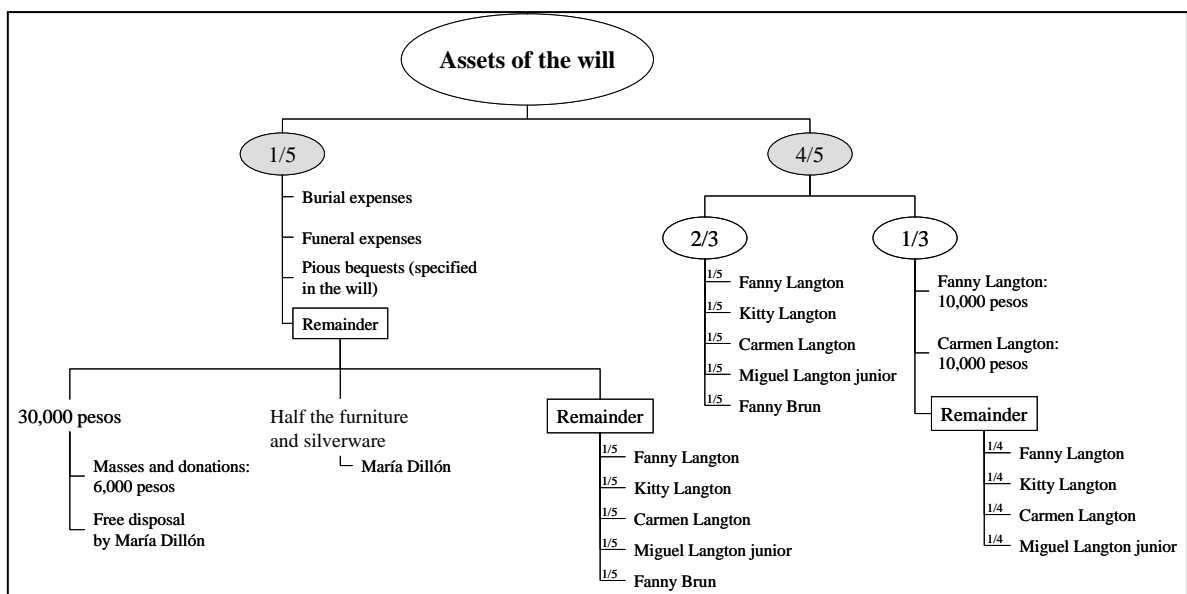 Assets of the will
1/5
4/5
Burial expenses
Funeral expenses
Pious bequests (specified
in the will)
Remainder
30,000 pesos
Masses and donations:
6,000 pesos
Free disposal
by María Dillón
Half the furniture
and silverware
María Dillón
Remainder
1/5 Fanny Langton
1/5 Kitty Langton
1/5 Carmen Langton
1/5 Miguel Langton junior
1/5 Fanny Brun
2/3
1/5 Fanny Langton
1/5 Kitty Langton
1/5 Carmen Langton
1/5 Miguel Langton junior
1/5 Fanny Brun
1/3
Fanny Langton:
10,000 pesos
Carmen Langton:
10,000 pesos
Remainder
1/4 Fanny Langton
1/4 Kitty Langton
1/4 Carmen Langton
1/4 Miguel Langton junior